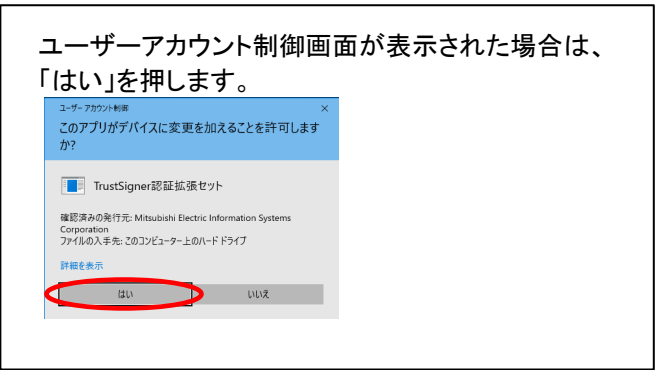 ユーザーアカウント制御画面が表示された場合は、
「はい」を押します。
ユーザー アカウント制御
×
このアプリがデバイスに変更を加えることを許可します
か?
TrustSigner認証拡張セット
確認済みの発行元: Mitsubishi Electric Information Systems
Corporation
ファイルの入手先: このコンピューター上のハード ドライブ
詳細を表示
はい
いいえ